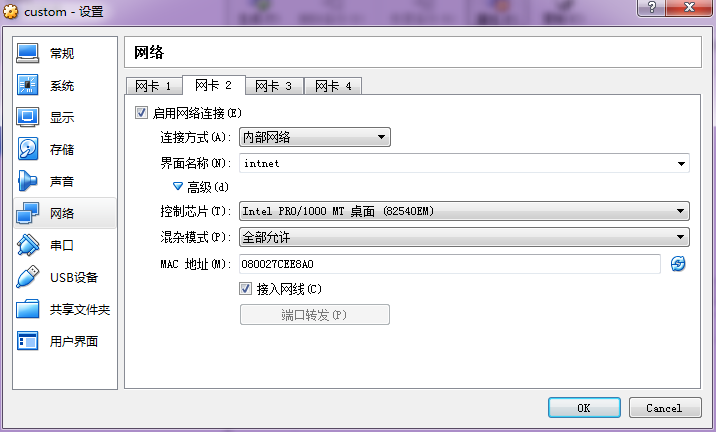 custom - 设置
常规
系统
显示
存储
声音
网络
串口
USB设备
共享文件夹
用户界面
网络
网卡 1 网卡 2 网卡 3 网卡 4
启用网络连接(E)
连接方式(A): 内部网络
界面名称(N): intnet
高级(d)
控制芯片(T): Intel PRO/1000 MT 桌面 (82540EM)
混杂模式(P): 全部允许
MAC 地址(M): 080027CEE8A0
接入网线(C)
端口转发(P)
OK Cancel